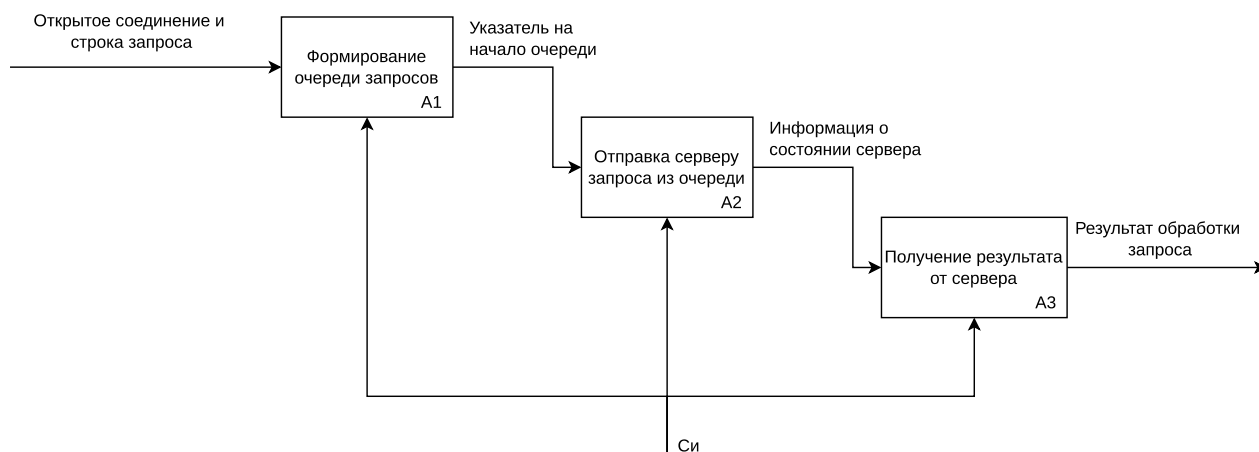 Открытое соединение и
строка запроса
Формирование
очереди запросов
A1
Указатель на
начало очереди
Отправка серверу
запроса из очереди
A2
Информация о
состоянии сервера
Получение результата
от сервера
A3
Результат обработки
запроса
Си